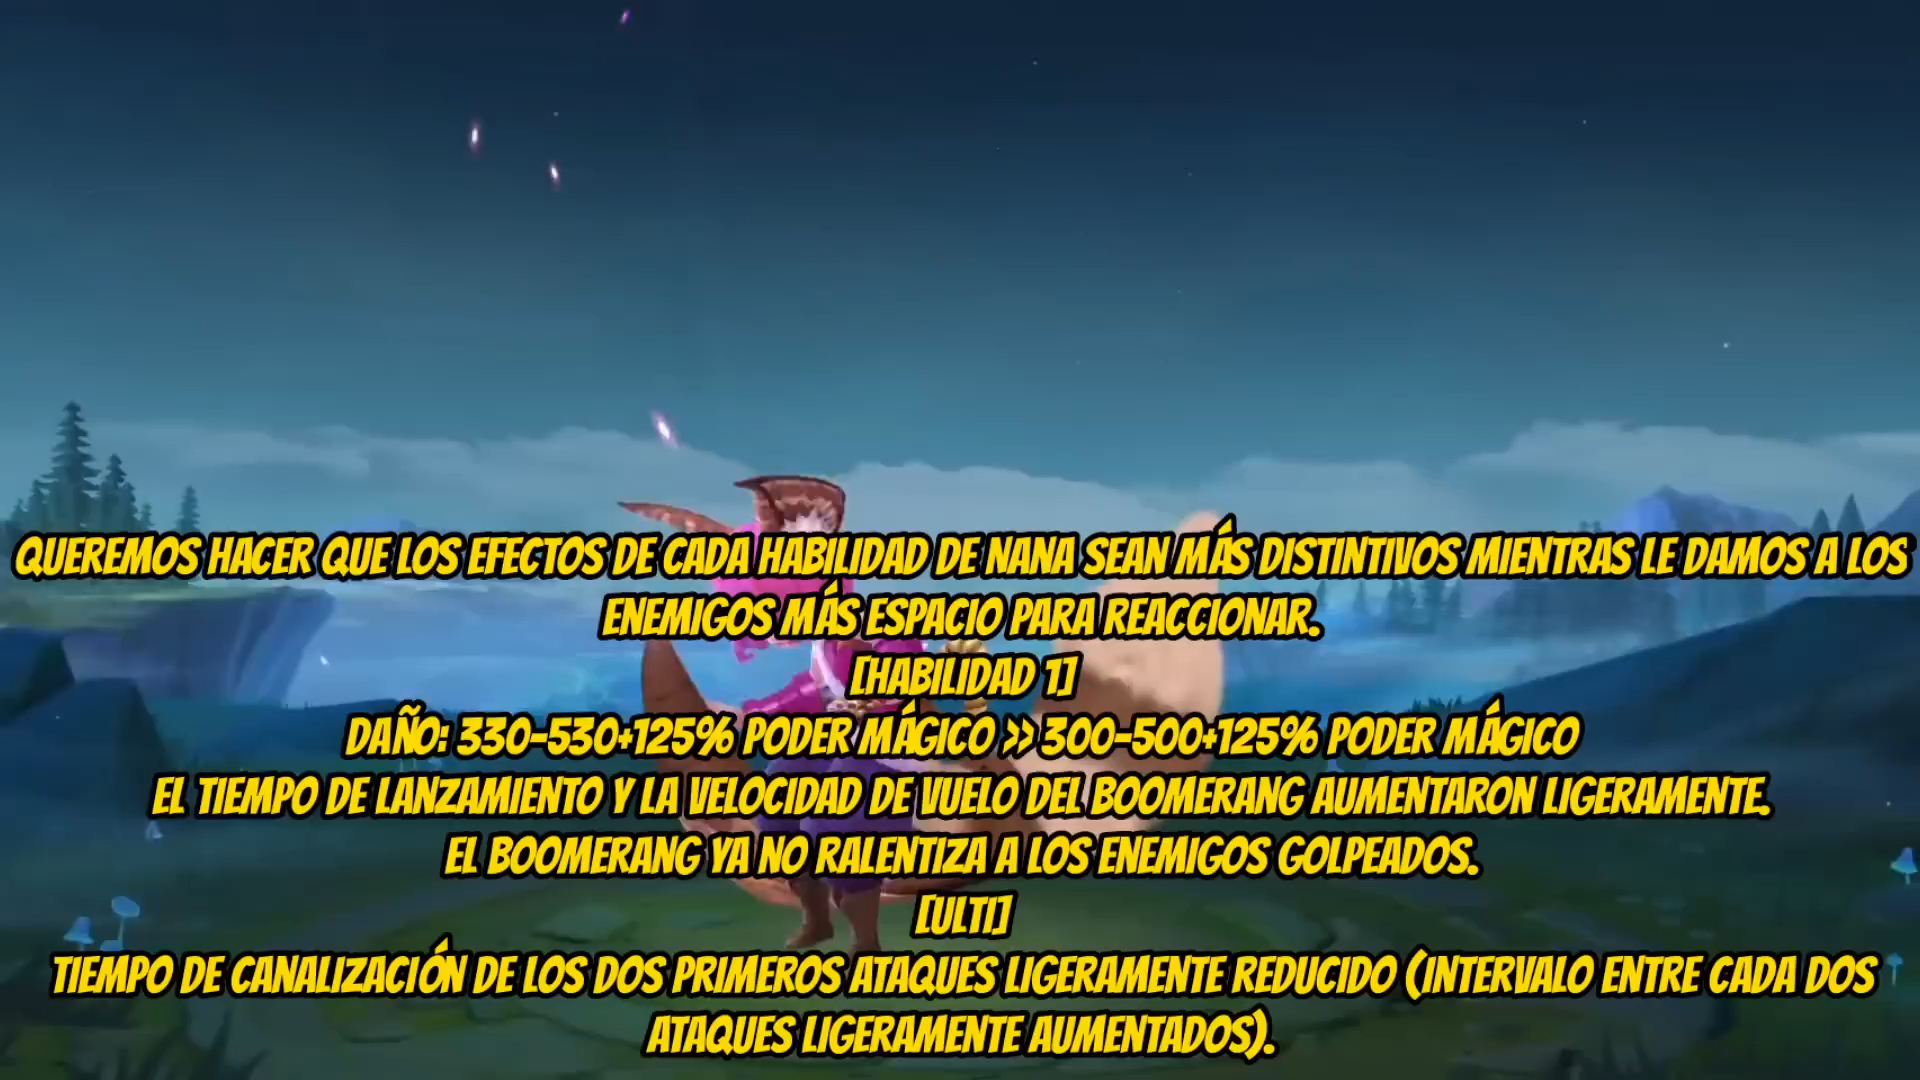 QUEREMOS HACER QUE LOS EFECTOS DE CADA HABILIDAD DE NANA SEAN MÁS DISTINTIVOS MIENTRAS LE DAMOS A LOS
ENEMIGOS MÁS ESPACIO PARA REACCIONAR.
[HABILIDAD 1]
DAÑO: 330-530+125% PODER MÁGICO >> 300-500+125% PODER MÁGICO
EL TIEMPO DE LANZAMIENTO Y LA VELOCIDAD DE VUELO DEL BOOMERANG AUMENTARON LIGERAMENTE.
EL BOOMERANG YA NO RALENTIZA A LOS ENEMIGOS GOLPEADOS.
[ULTI]
TIEMPO DE CANALIZACIÓN DE LOS DOS PRIMEROS ATAQUES LIGERAMENTE REDUCIDO (INTERVALO ENTRE CADA DOS
ATAQUES LIGERAMENTE AUMENTADOS).